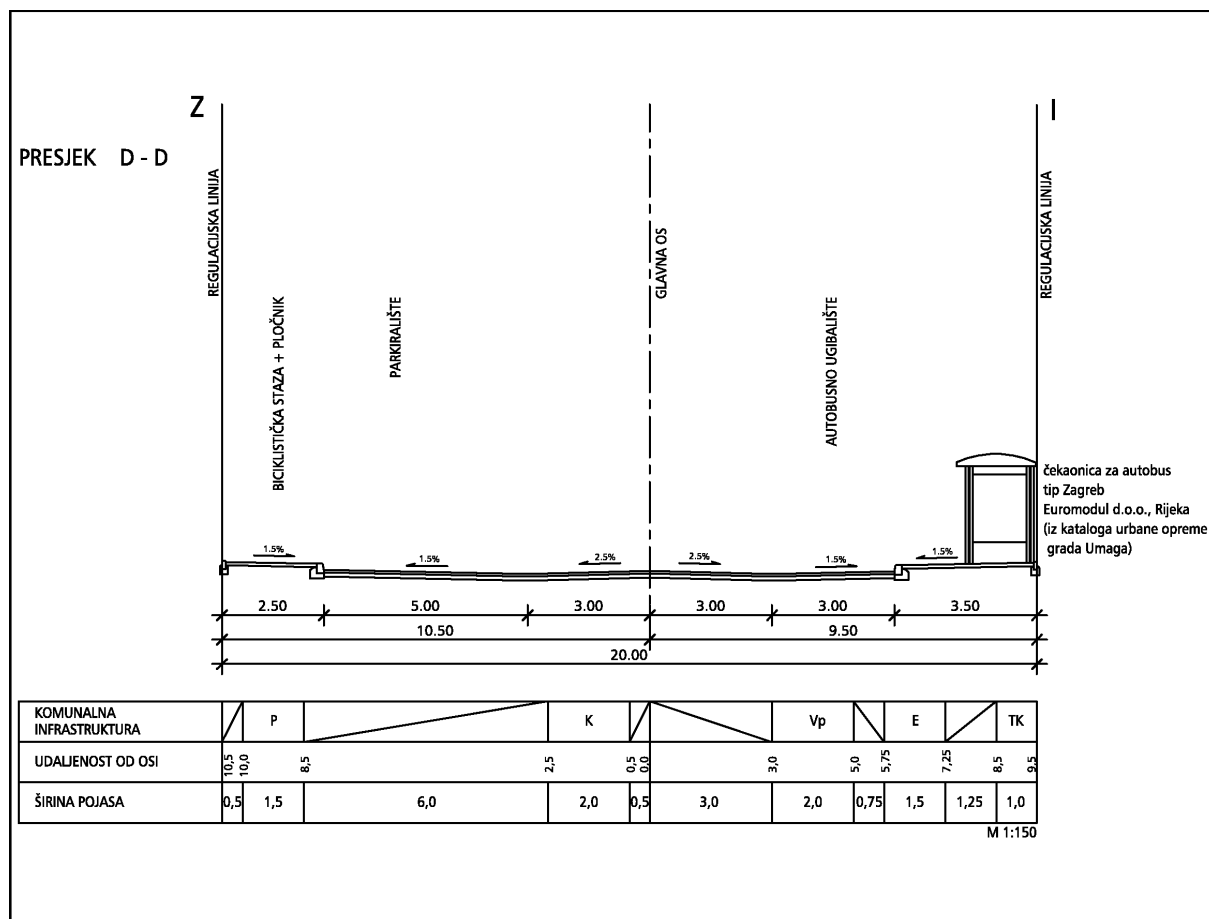 Z
I
PRESJEK D - D
REGULACIJSKA LINIJA
BICIKLISTIČKA STAZA + PLOČNIK
PARKIRALIŠTE
GLAVNA OS
AUTOBUSNO UGIBALIŠTE
REGULACIJSKA LINIJA
čekaonica za autobus
tip Zagreb
Euromodul d.o.o., Rijeka
(iz kataloga urbane opreme
grada Umaga)
1.5% 1.5% 2.5% 2.5% 1.5% 1.5%
2.50 5.00 3.00 3.00 3.00 3.50
10.50 9.50
20.00
KOMUNALNA
INFRASTRUKTURA
P K Vp E TK
UDALJENOST OD OSI 10,5 10,0 8,5 2,5 0,5 0,0 3,0 5,0 5,75 7,25 8,5 9,5
ŠIRINA POJASA 0,5 1,5 6,0 2,0 0,5 3,0 2,0 0,75 1,5 1,25 1,0
M 1:150